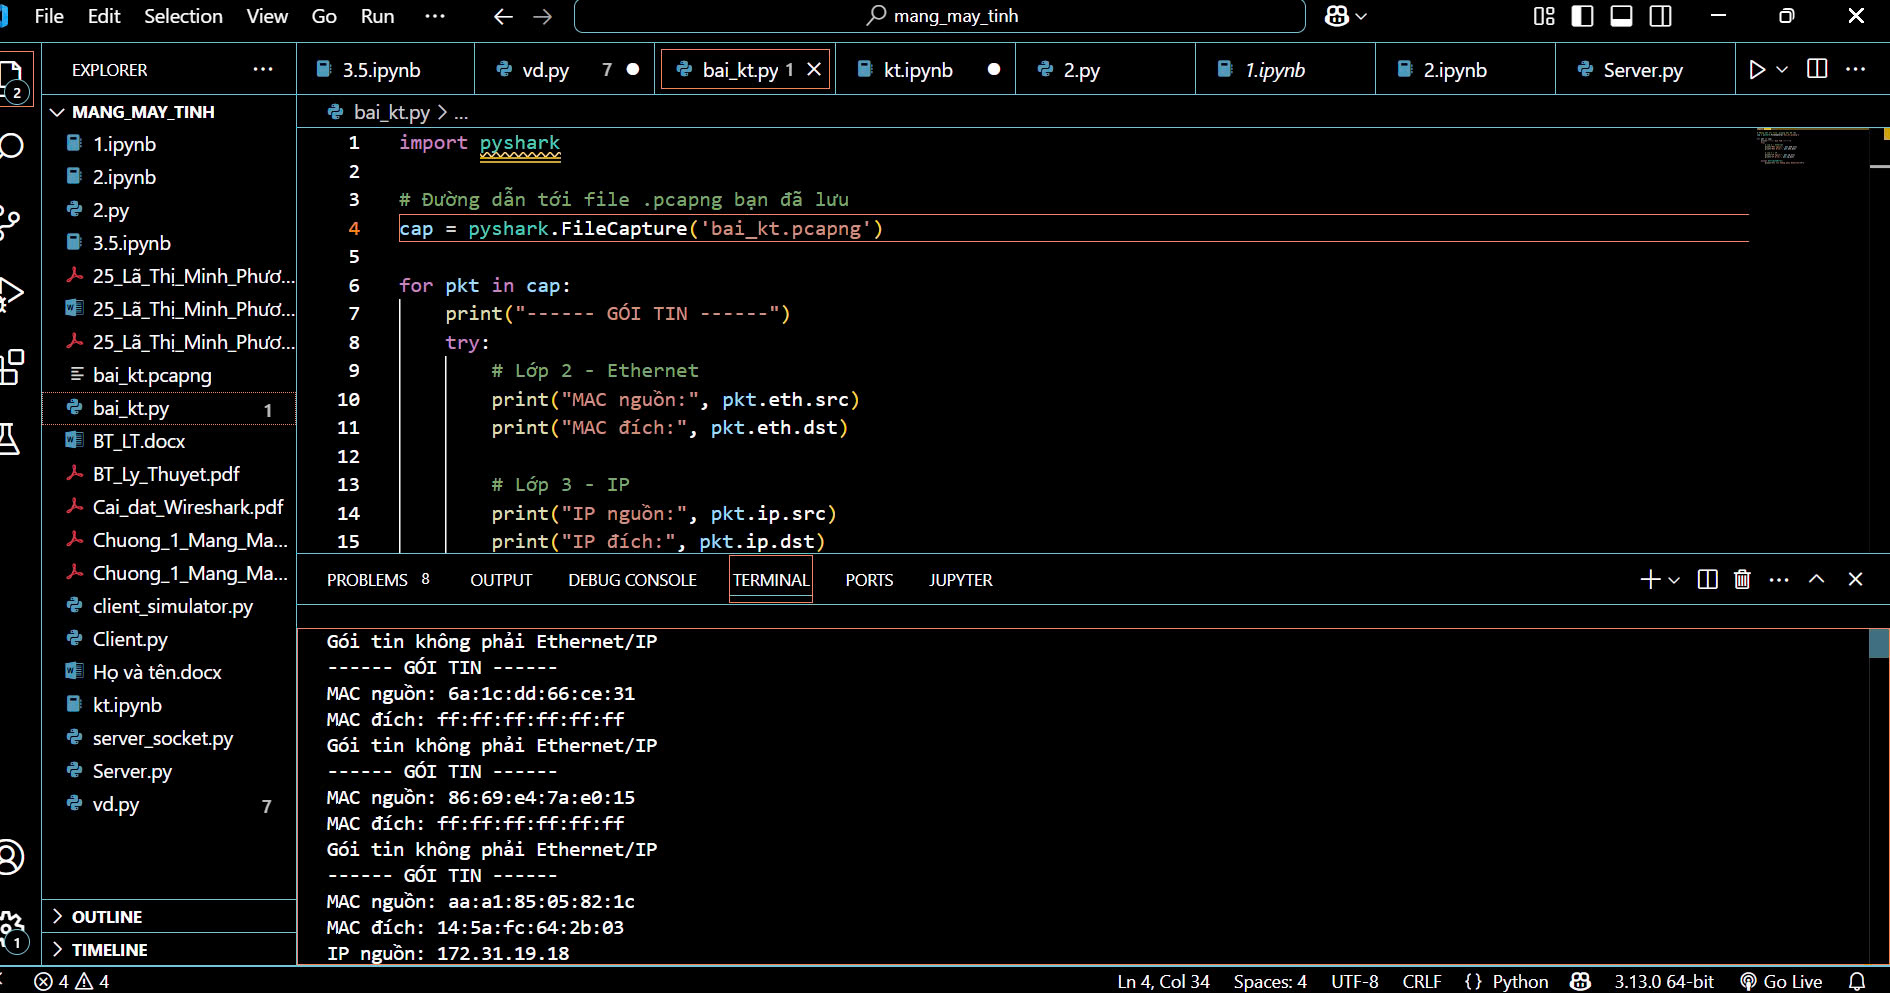 File Edit Selection View Go Run ··· mang_may_tinh
EXPLORER ···
3.5.ipynb vd.py 7 bai_kt.py 1 kt.ipynb 2.py 1.ipynb 2.ipynb Server.py ···
2
MANG_MAY_TINH
1.ipynb
2.ipynb
2.py
3.5.ipynb
25_Lã_Thị_Minh_Phươ...
25_Lã_Thị_Minh_Phươ...
25_Lã_Thị_Minh_Phươ...
bai_kt.pcapng
bai_kt.py 1
BT_LT.docx
BT_Ly_Thuyet.pdf
Cai_dat_Wireshark.pdf
Chuong_1_Mang_Ma...
Chuong_1_Mang_Ma...
client_simulator.py
Client.py
Họ và tên.docx
kt.ipynb
server_socket.py
Server.py
vd.py 7
OUTLINE
TIMELINE
1
bai_kt.py > ...
1 import pyshark
2
3 # Đường dẫn tới file .pcapng bạn đã lưu
4 cap = pyshark.FileCapture('bai_kt.pcapng')
5
6 for pkt in cap:
7 print("------ GÓI TIN ------")
8 try:
9 # Lớp 2 - Ethernet
10 print("MAC nguồn:", pkt.eth.src)
11 print("MAC đích:", pkt.eth.dst)
12
13 # Lớp 3 - IP
14 print("IP nguồn:", pkt.ip.src)
15 print("IP đích:", pkt.ip.dst)
PROBLEMS 8 OUTPUT DEBUG CONSOLE TERMINAL PORTS JUPYTER ···
Gói tin không phải Ethernet/IP
------ GÓI TIN ------
MAC nguồn: 6a:1c:dd:66:ce:31
MAC đích: ff:ff:ff:ff:ff:ff
Gói tin không phải Ethernet/IP
------ GÓI TIN ------
MAC nguồn: 86:69:e4:7a:e0:15
MAC đích: ff:ff:ff:ff:ff:ff
Gói tin không phải Ethernet/IP
------ GÓI TIN ------
MAC nguồn: aa:a1:85:05:82:1c
MAC đích: 14:5a:fc:64:2b:03
IP nguồn: 172.31.19.18
4 4 Ln 4, Col 34 Spaces: 4 UTF-8 CRLF {} Python 3.13.0 64-bit Go Live